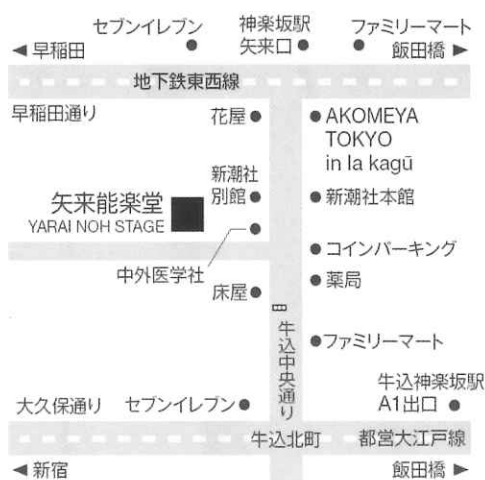 セブンイレブン
神楽坂駅
矢来口
ファミリーマート
◀早稲田
飯田橋▶
地下鉄東西線
早稲田通り
花屋
AKOMEYA
TOKYO
in la kagū
新潮社
別館
矢来能楽堂
YARAI NOH STAGE
新潮社本館
中外医学社
コインパーキング
床屋
薬局
牛込中央通り
ファミリーマート
牛込神楽坂駅
A1出口
大久保通り
セブンイレブン
牛込北町
都営大江戸線
◀新宿
飯田橋▶